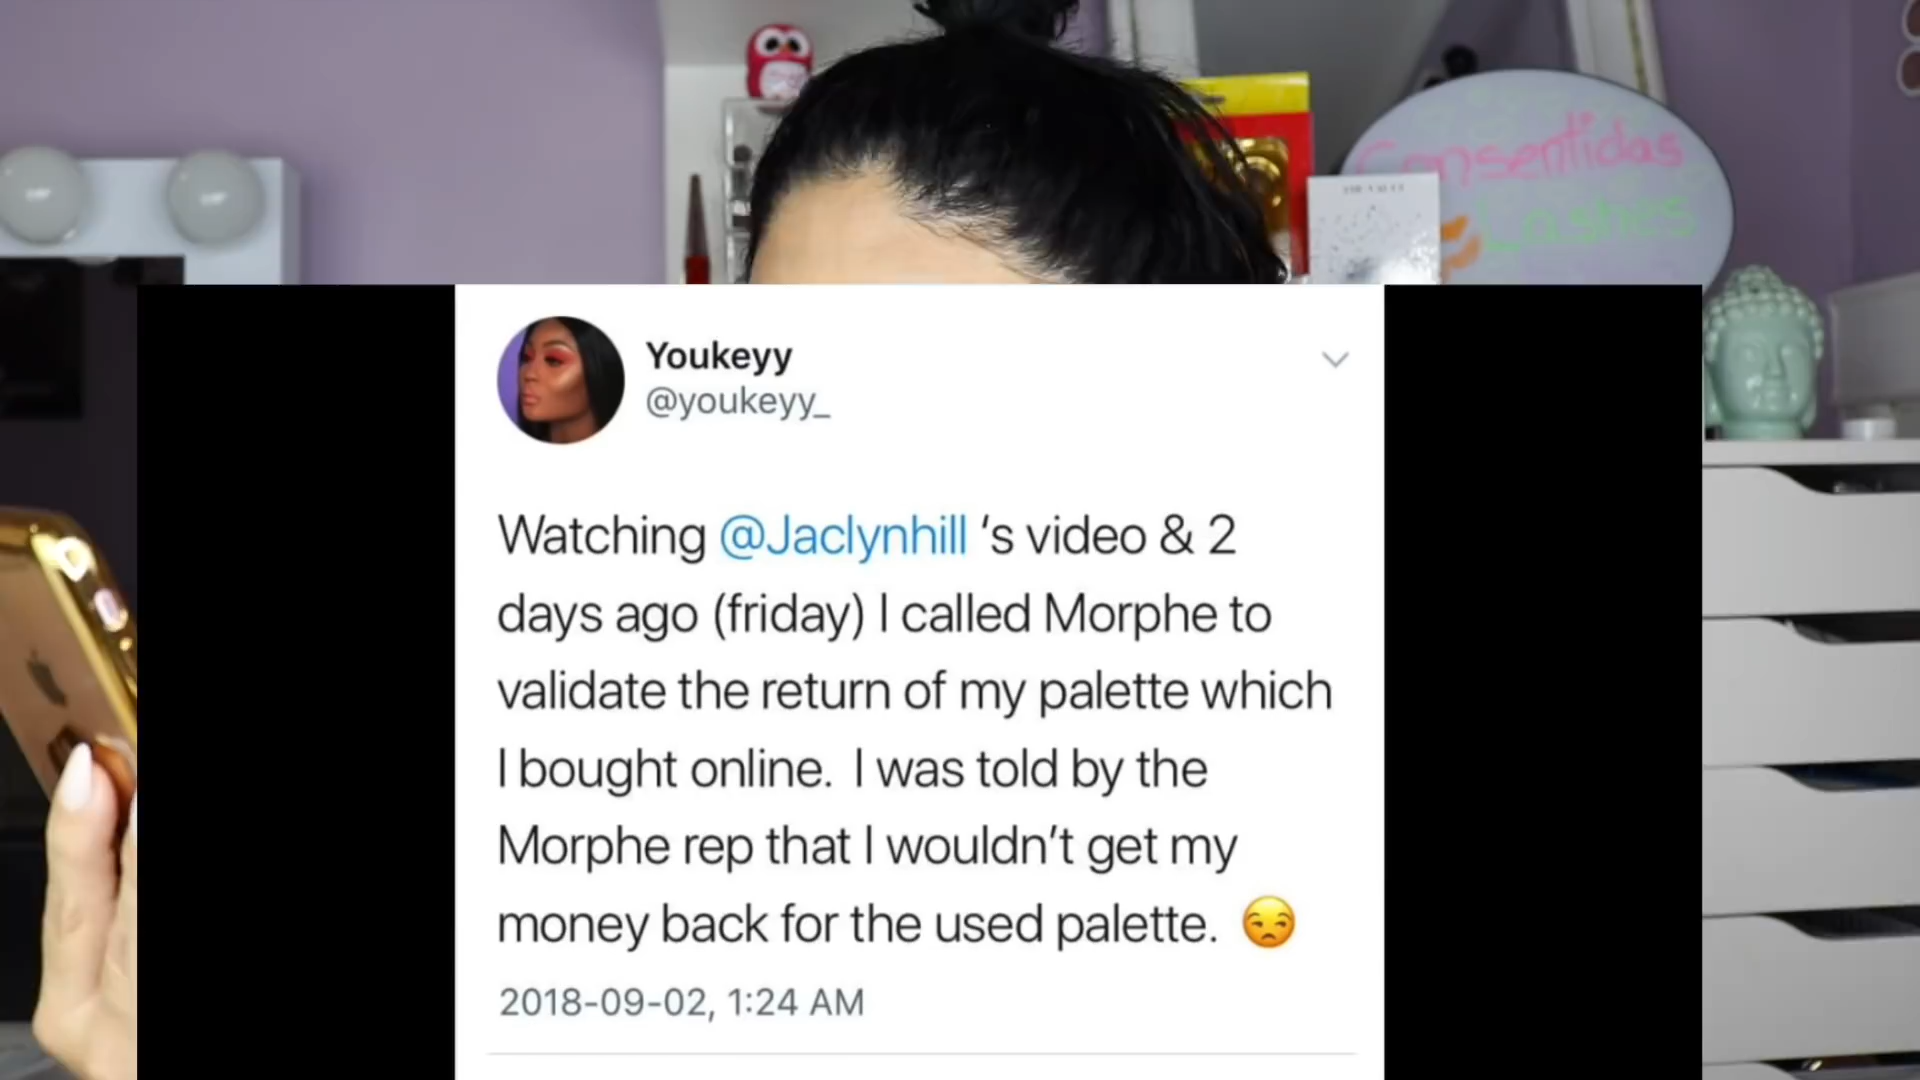 Consentidas
Lashes
Youkeyy
@youkeyy_
Watching @Jaclynhill 's video & 2
days ago (friday) I called Morphe to
validate the return of my palette which
I bought online. I was told by the
Morphe rep that I wouldn't get my
money back for the used palette. 😒
2018-09-02, 1:24 AM